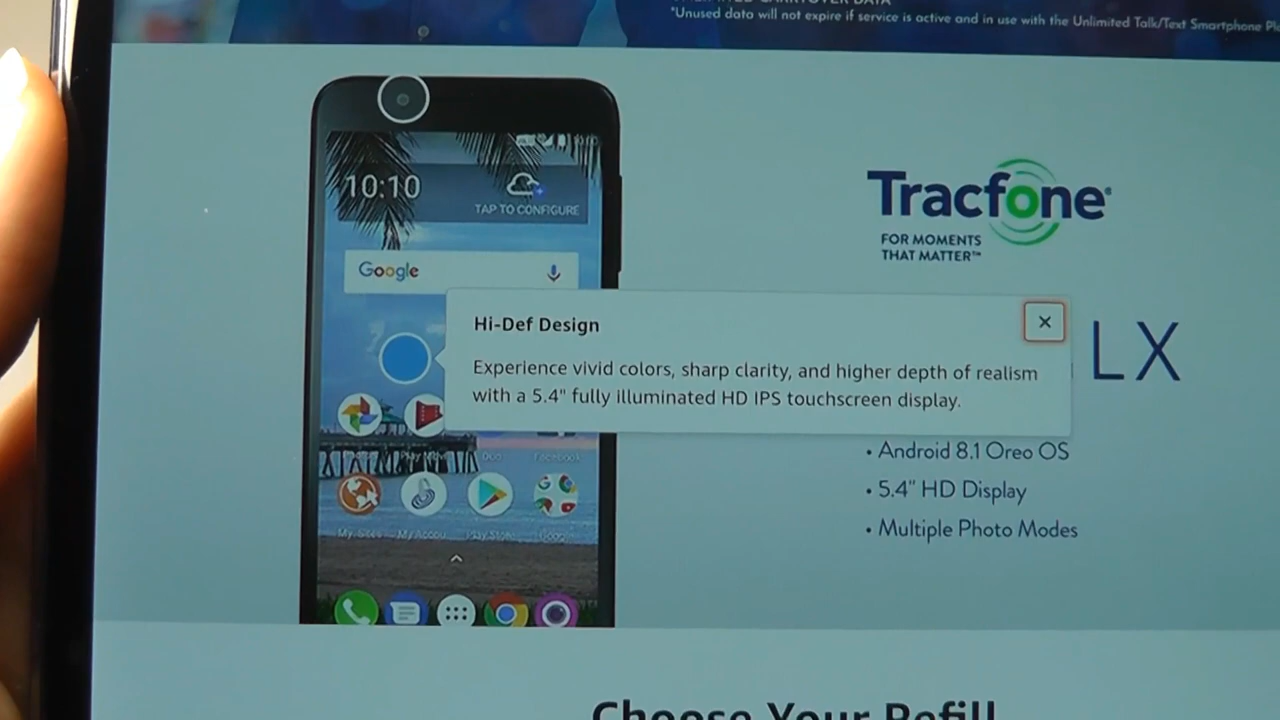 *Unused data will not expire if service is active and in use with the Unlimited Talk/Text Smartphone
10:10
TAP TO CONFIGURE
Google
Tracfone
FOR MOMENTS
THAT MATTER™
Hi-Def Design
×
Experience vivid colors, sharp clarity, and higher depth of realism
with a 5.4" fully illuminated HD IPS touchscreen display.
LX
• Android 8.1 Oreo OS
• 5.4" HD Display
• Multiple Photo Modes
Duo
Facebook
Play Store
Google
Choose Your Refill